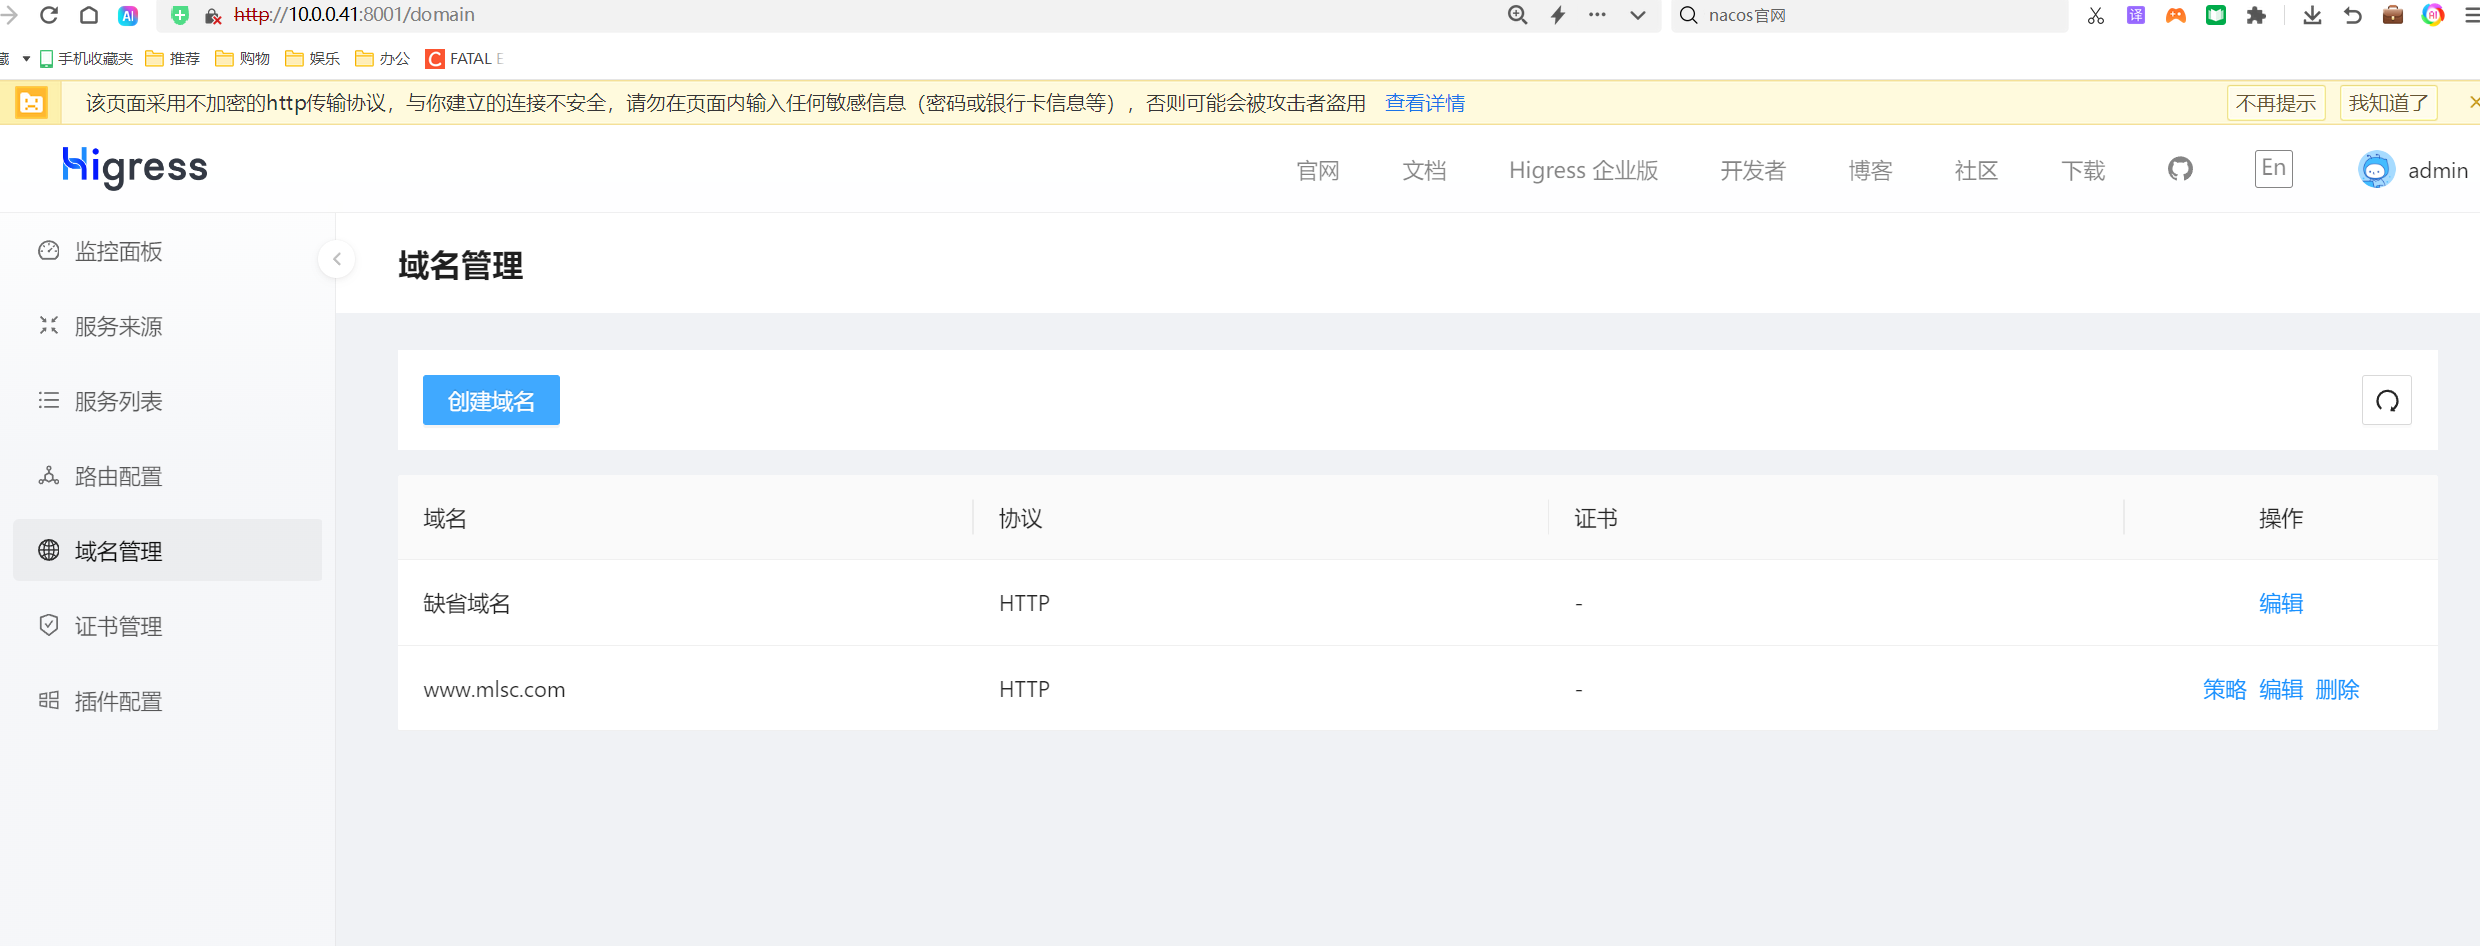 http://10.0.0.41:8001/domain
nacos官网
译
AI
藏
手机收藏夹
推荐
购物
娱乐
办公
C FATAL E
该页面采用不加密的http传输协议，与你建立的连接不安全，请勿在页面内输入任何敏感信息（密码或银行卡信息等），否则可能会被攻击者盗用 查看详情
不再提示
我知道了
Higress
官网
文档
Higress 企业版
开发者
博客
社区
下载
En
admin
监控面板
服务来源
服务列表
路由配置
域名管理
证书管理
插件配置
域名管理
创建域名
域名 协议 证书 操作
缺省域名 HTTP - 编辑
www.mlsc.com HTTP - 策略 编辑 删除